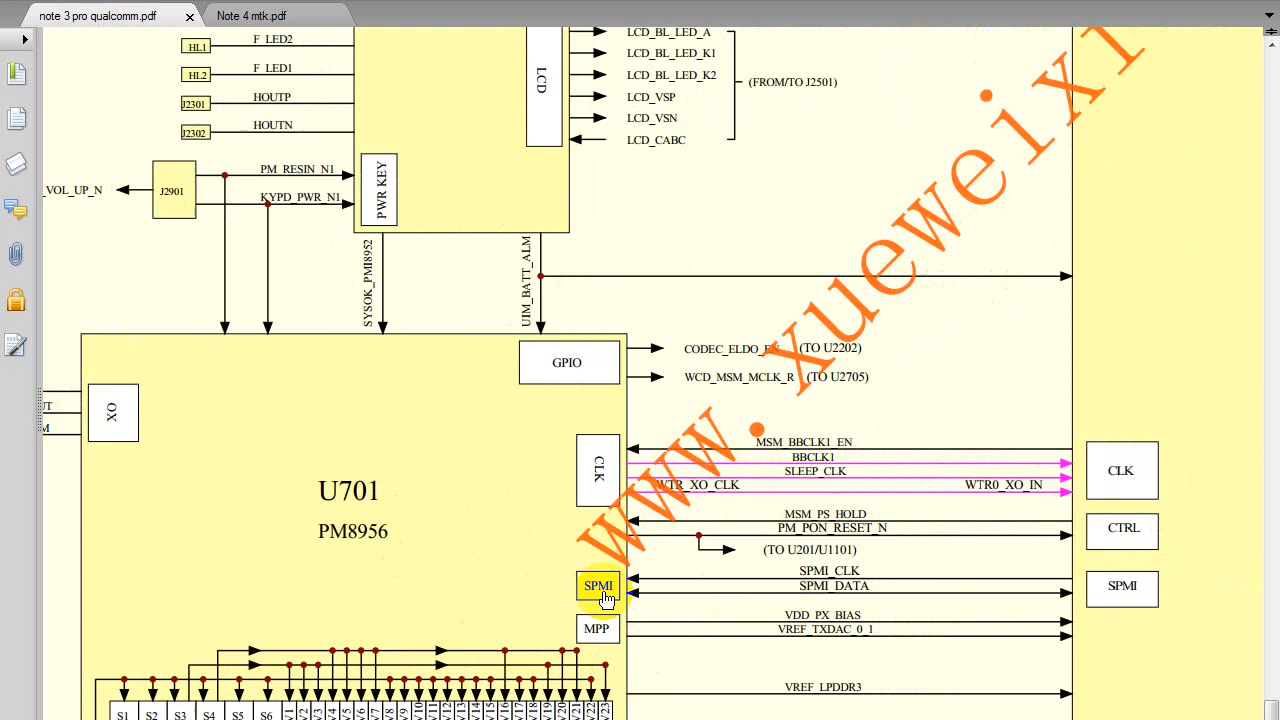 note 3 pro qualcomm.pdf
Note 4 mtk.pdf
HL1
F_LED2
HL2
F_LED1
J2301
HOUTP
J2302
HOUTN
LCD
LCD_BL_LED_A
LCD_BL_LED_K1
LCD_BL_LED_K2
(FROM/TO J2501)
LCD_VSP
LCD_VSN
LCD_CABC
_VOL_UP_N
J2901
PM_RESIN_N1
KYPD_PWR_N1
PWR KEY
SYSOK_PMI8952
UIM_BATT_ALM
GPIO
CODEC_ELDO_EN
(TO U2202)
WCD_MSM_MCLK_R
(TO U2705)
XO
CLK
MSM_BBCLK1_EN
BBCLK1
SLEEP_CLK
WTR_XO_CLK
WTR0_XO_IN
CLK
U701
PM8956
MSM_PS_HOLD
PM_PON_RESET_N
CTRL
(TO U201/U1101)
SPMI
SPMI_CLK
SPMI_DATA
SPMI
MPP
VDD_PX_BIAS
VREF_TXDAC_0_1
VREF_LPDDR3
S1 S2 S3 S4 S5 S6
www.xueweixi